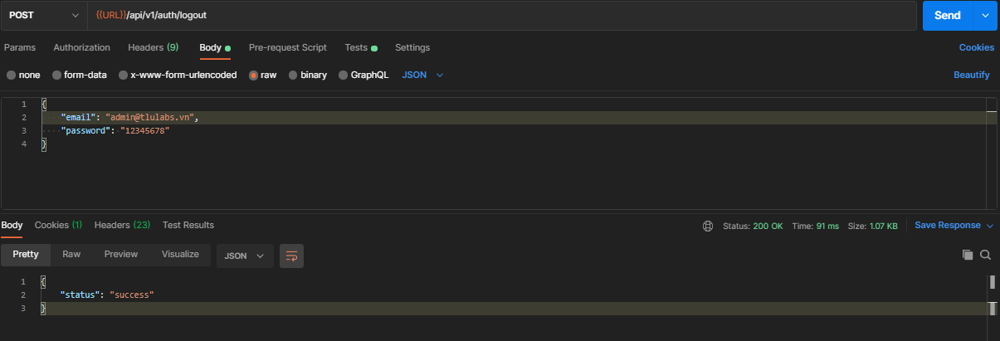 POST {{URL}}/api/v1/auth/logout Send
Params Authorization Headers (9) Body Pre-request Script Tests Settings Cookies
none form-data x-www-form-urlencoded raw binary GraphQL JSON Beautify
1 {
2 "email": "admin@tlulabs.vn",
3 "password": "12345678"
4 }
Body Cookies (1) Headers (23) Test Results Status: 200 OK Time: 91 ms Size: 1.07 KB Save Response
Pretty Raw Preview Visualize JSON
1 {
2 "status": "success"
3 }